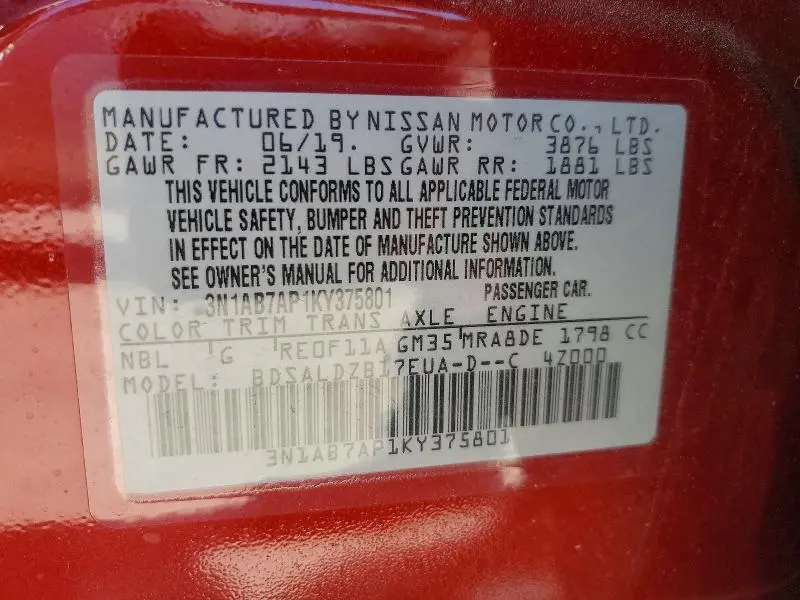 MANUFACTURED BY NISSAN MOTOR CO., LTD.
DATE: 06/19. GVWR: 3876 LBS
GAWR FR: 2143 LBS GAWR RR: 1881 LBS
THIS VEHICLE CONFORMS TO ALL APPLICABLE FEDERAL MOTOR
VEHICLE SAFETY, BUMPER AND THEFT PREVENTION STANDARDS
IN EFFECT ON THE DATE OF MANUFACTURE SHOWN ABOVE.
SEE OWNER'S MANUAL FOR ADDITIONAL INFORMATION.
VIN: 3N1AB7AP1KY375801 PASSENGER CAR.
COLOR TRIM TRANS AXLE ENGINE
NBL G RE0F11A GM35 MRA8DE 1798 CC
MODEL: BDSALDZB17EUA-D--C 4Z000
3N1AB7AP1KY375801